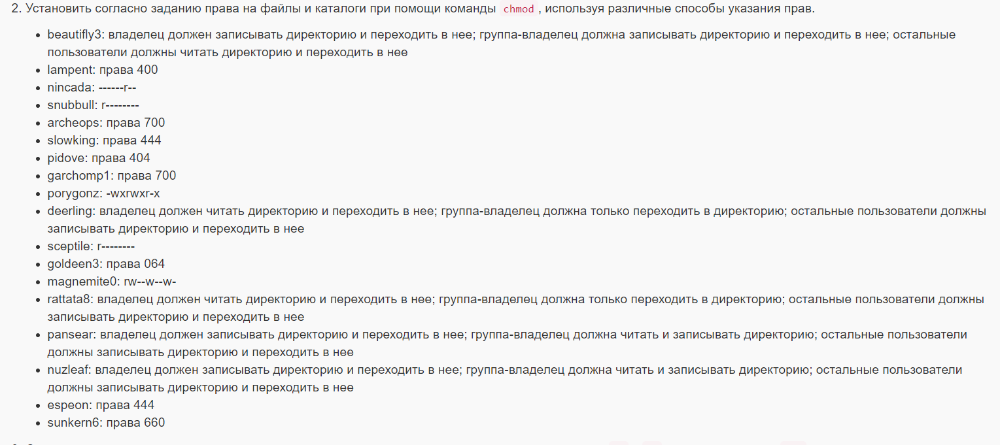 2. Установить согласно заданию права на файлы и каталоги при помощи команды chmod , используя различные способы указания прав.
• beautifly3: владелец должен записывать директорию и переходить в нее; группа-владелец должна записывать директорию и переходить в нее; остальные
пользователи должны читать директорию и переходить в нее
• lampent: права 400
• nincada: ------r--
• snubbull: r--------
• archeops: права 700
• slowking: права 444
• pidove: права 404
• garchomp1: права 700
• porygonz: -wxrwxr-x
• deerling: владелец должен читать директорию и переходить в нее; группа-владелец должна только переходить в директорию; остальные пользователи должны
записывать директорию и переходить в нее
• sceptile: r--------
• goldeen3: права 064
• magnemite0: rw--w--w-
• rattata8: владелец должен читать директорию и переходить в нее; группа-владелец должна только переходить в директорию; остальные пользователи должны
записывать директорию и переходить в нее
• pansear: владелец должен записывать директорию и переходить в нее; группа-владелец должна читать и записывать директорию; остальные пользователи
должны записывать директорию и переходить в нее
• nuzleaf: владелец должен записывать директорию и переходить в нее; группа-владелец должна читать и записывать директорию; остальные пользователи
должны записывать директорию и переходить в нее
• espeon: права 444
• sunkern6: права 660